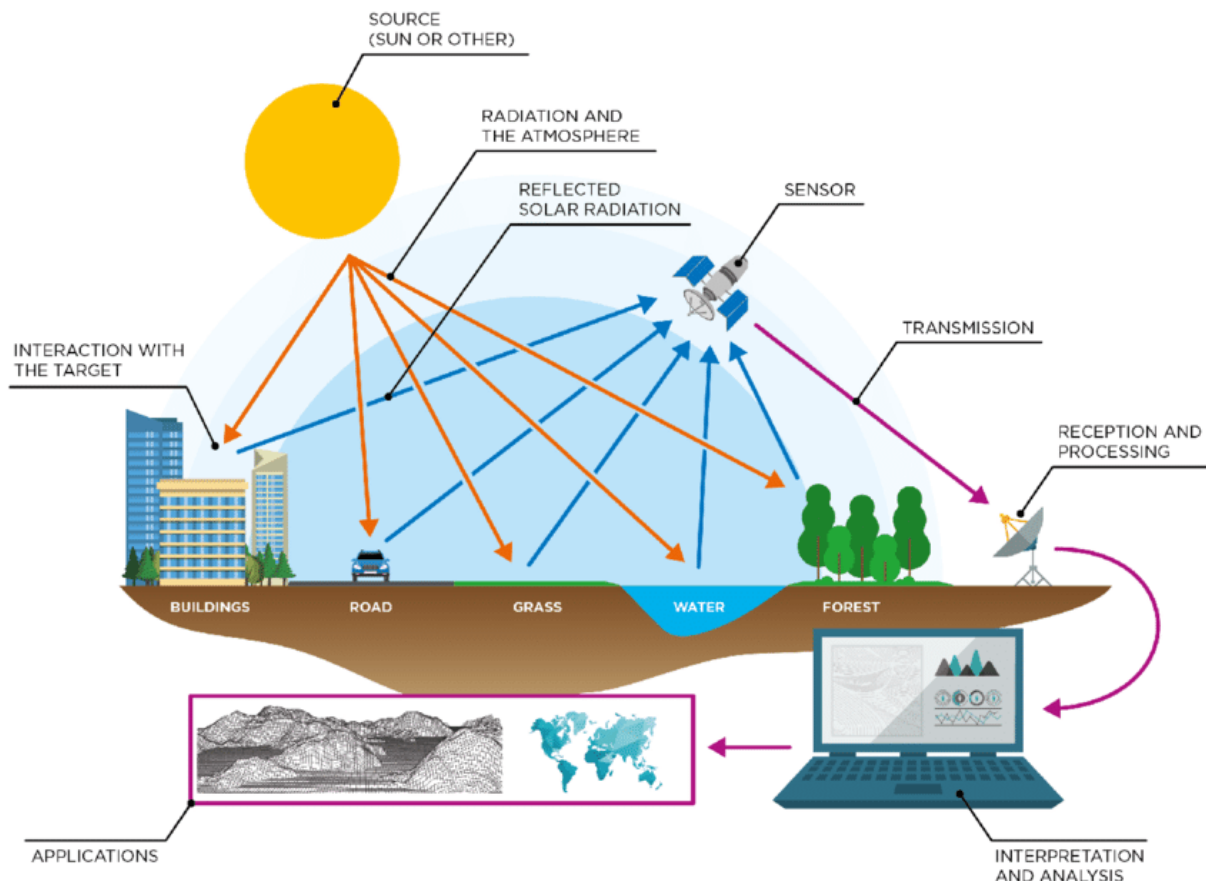 SOURCE
(SUN OR OTHER)
RADIATION AND
THE ATMOSPHERE
REFLECTED
SOLAR RADIATION
SENSOR
TRANSMISSION
INTERACTION WITH
THE TARGET
RECEPTION AND
PROCESSING
BUILDINGS
ROAD
GRASS
WATER
FOREST
APPLICATIONS
INTERPRETATION
AND ANALYSIS